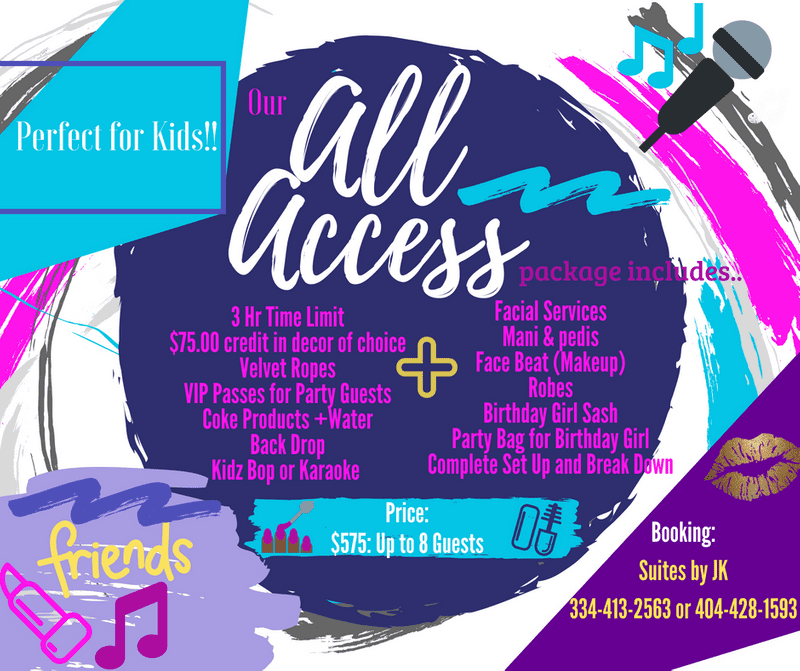 Perfect for Kids!!
Our
All
Access
package includes..
3 Hr Time Limit
$75.00 credit in decor of choice
Velvet Ropes
VIP Passes for Party Guests
Coke Products +Water
Back Drop
Kidz Bop or Karaoke
+
Facial Services
Mani & pedis
Face Beat (Makeup)
Robes
Birthday Girl Sash
Party Bag for Birthday Girl
Complete Set Up and Break Down
Price:
$575: Up to 8 Guests
friends
Booking:
Suites by JK
334-413-2563 or 404-428-1593